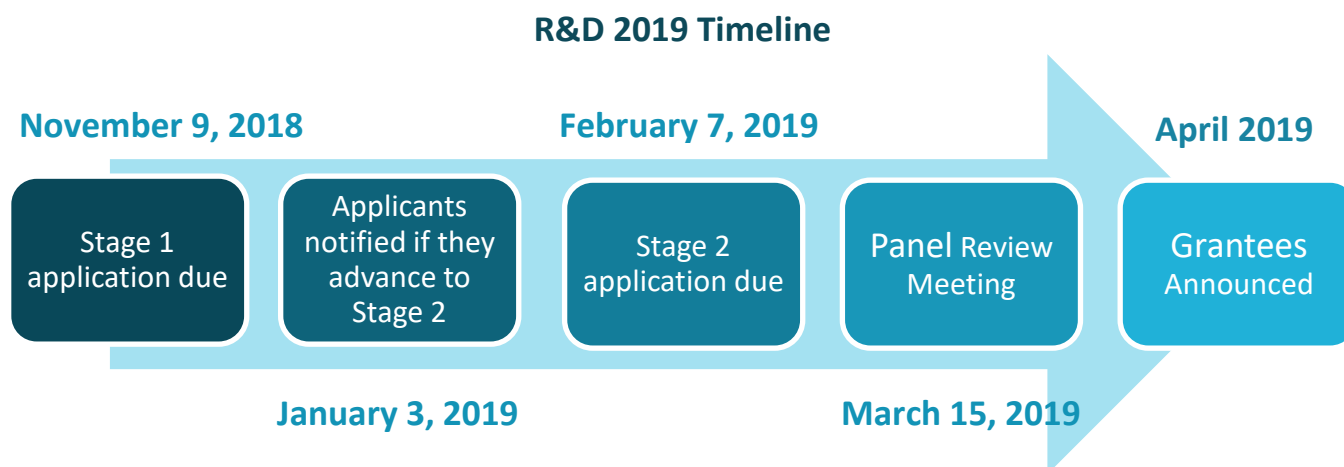 R&D 2019 Timeline
November 9, 2018
February 7, 2019
April 2019
Stage 1
application due
Applicants
notified if they
advance to
Stage 2
Stage 2
application due
Panel Review
Meeting
Grantees
Announced
January 3, 2019
March 15, 2019